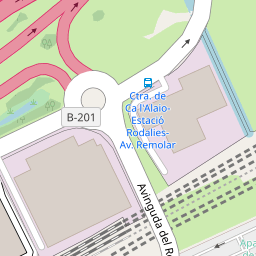 Ctra. de
Ca l'Alaio-
Estació
Rodalies-
Av. Remolar
B-201
Avinguda del R